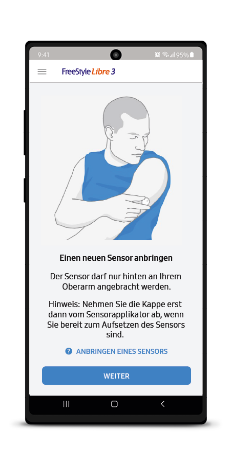 9:41
99%
FreeStyle Libre 3
Einen neuen Sensor anbringen
Der Sensor darf nur hinten an Ihrem
Oberarm angebracht werden.
Hinweis: Nehmen Sie die Kappe erst
dann vom Sensorapplikator ab, wenn
Sie bereit zum Aufsetzen des Sensors
sind.
? ANBRINGEN EINES SENSORS
WEITER